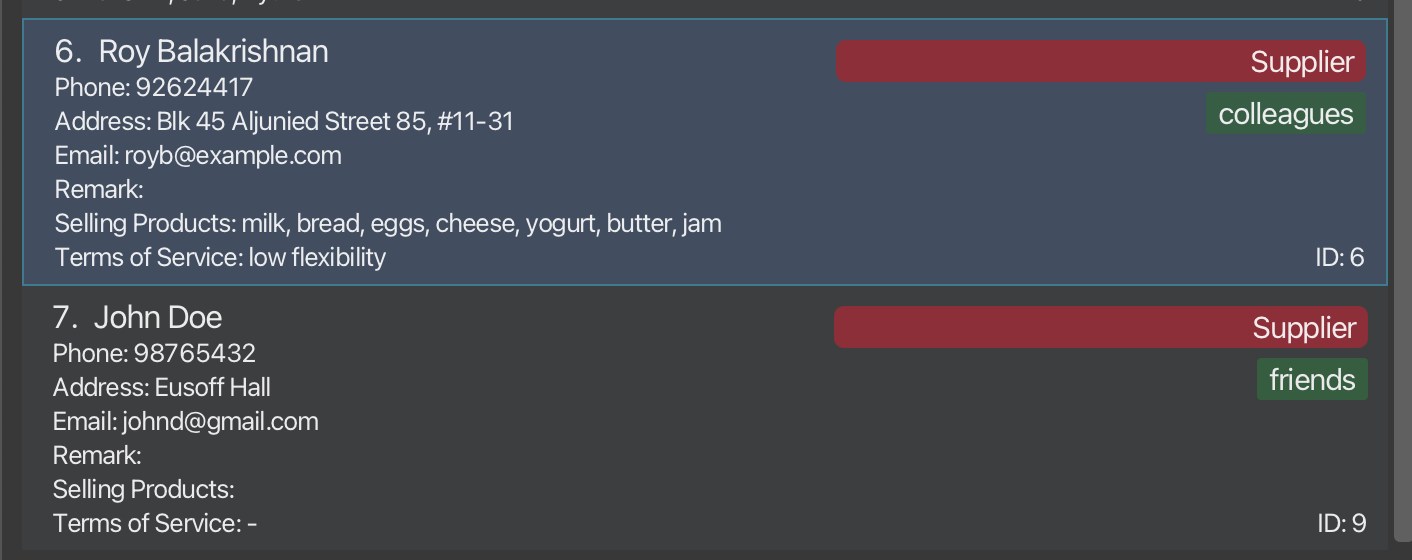 6. Roy Balakrishnan
Supplier
Phone: 92624417
colleagues
Address: Blk 45 Aljunied Street 85, #11-31
Email: royb@example.com
Remark:
Selling Products: milk, bread, eggs, cheese, yogurt, butter, jam
Terms of Service: low flexibility
ID: 6
7. John Doe
Supplier
Phone: 98765432
friends
Address: Eusoff Hall
Email: johnd@gmail.com
Remark:
Selling Products:
Terms of Service: -
ID: 9